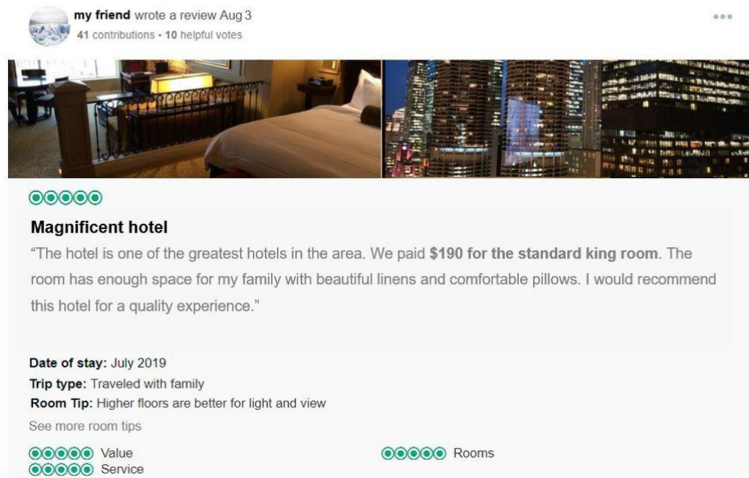 my friend wrote a review Aug 3
41 contributions • 10 helpful votes
Magnificent hotel
“The hotel is one of the greatest hotels in the area. We paid $190 for the standard king room. The
room has enough space for my family with beautiful linens and comfortable pillows. I would recommend
this hotel for a quality experience.”
Date of stay: July 2019
Trip type: Traveled with family
Room Tip: Higher floors are better for light and view
See more room tips
Value
Rooms
Service